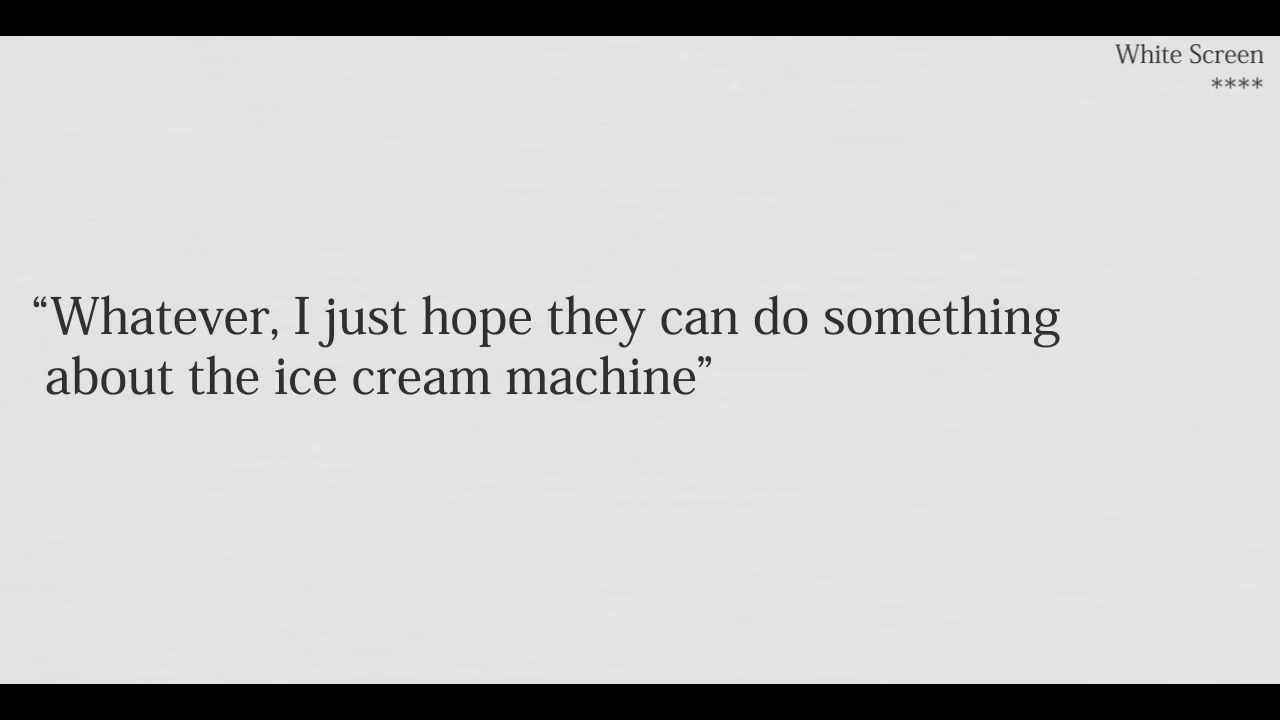 White Screen
****
“Whatever, I just hope they can do something
about the ice cream machine”